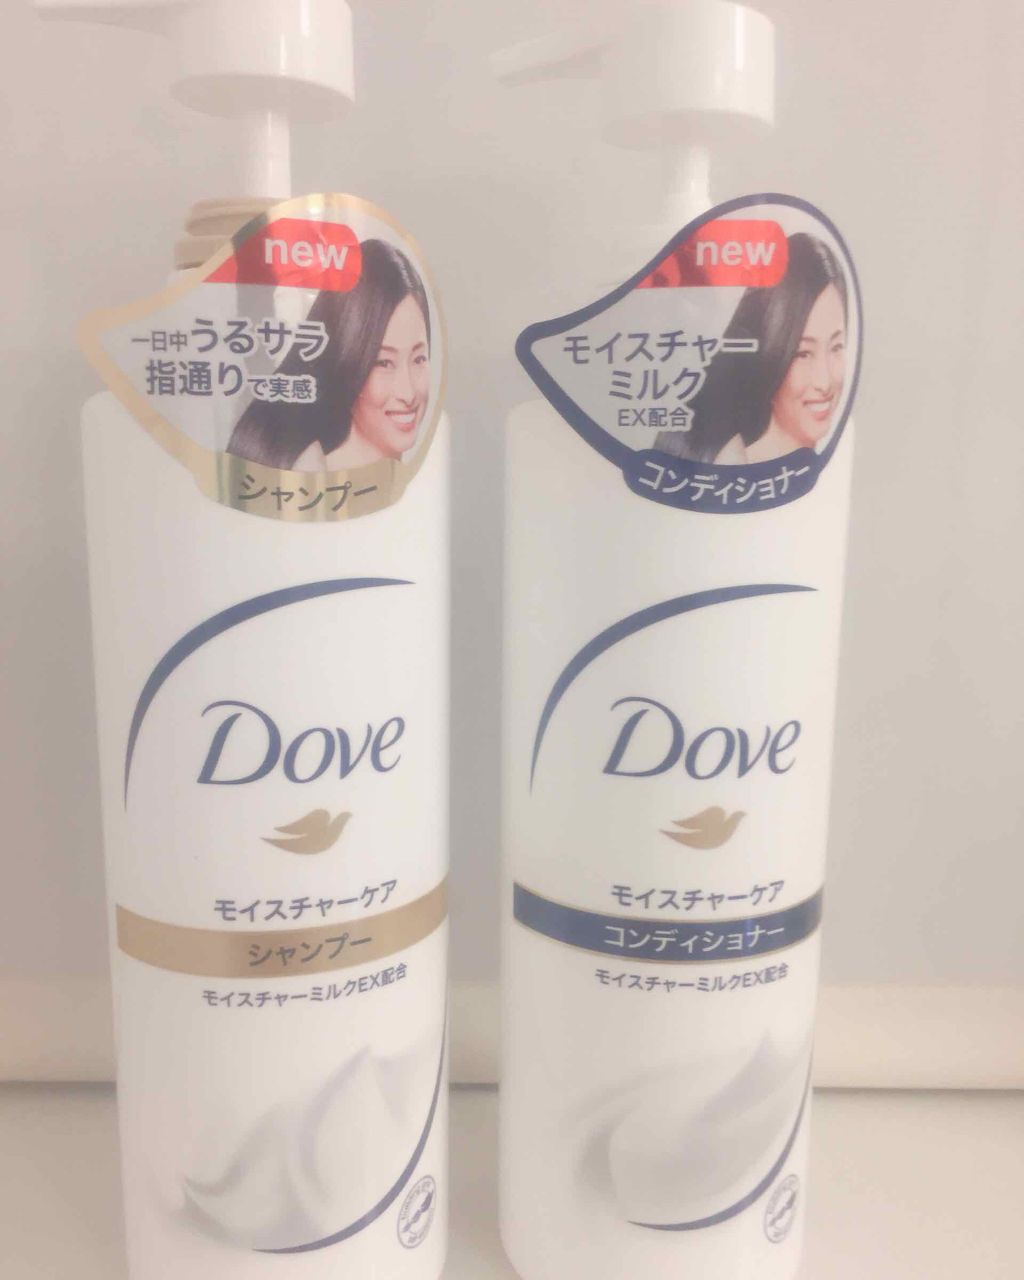 new
一日中うるサラ
指通りで実感
シャンプー
Dove
モイスチャーケア
シャンプー
モイスチャーミルクEX配合
new
モイスチャー
ミルク
EX配合
コンディショナー
Dove
モイスチャーケア
コンディショナー
モイスチャーミルクEX配合